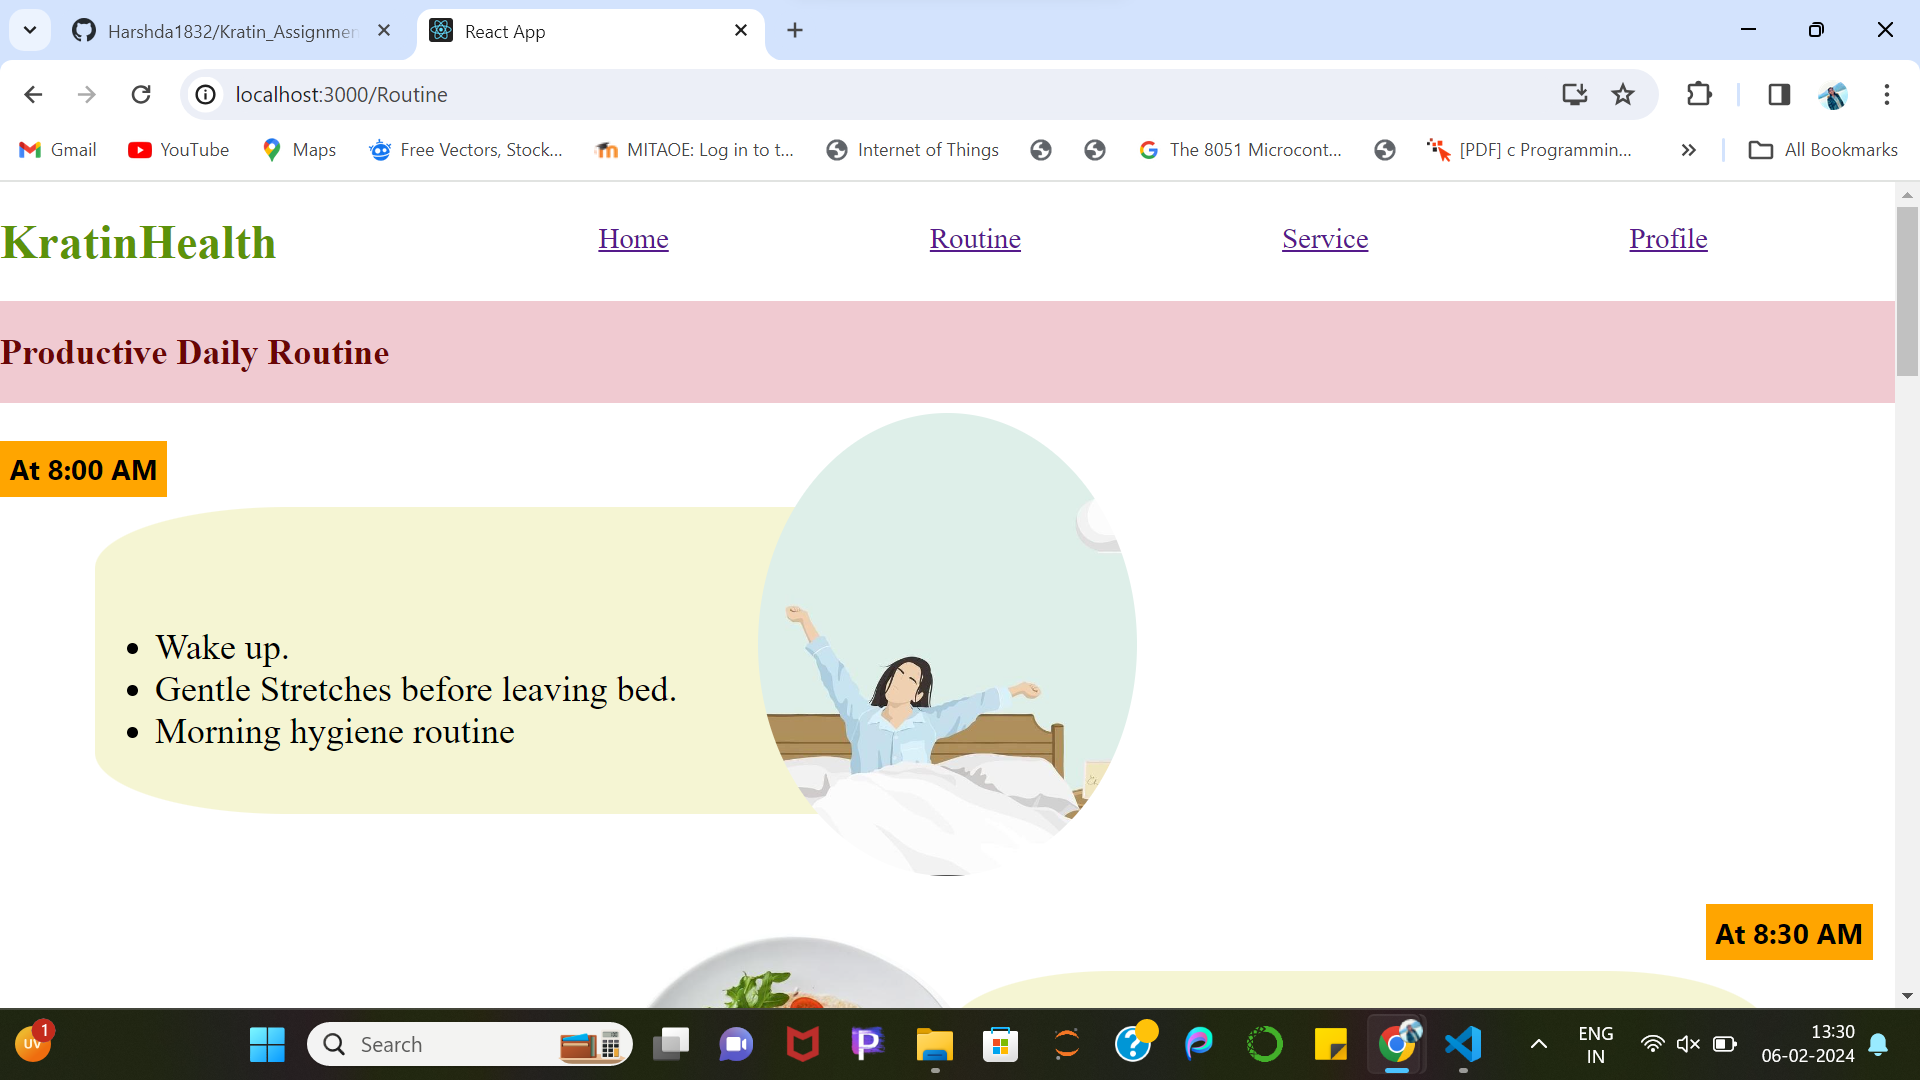 Harshda1832/Kratin_Assignmen
React App
localhost:3000/Routine
Gmail
YouTube
Maps
Free Vectors, Stock...
MITAOE: Log in to t...
Internet of Things
The 8051 Microcont...
[PDF] c Programmin...
All Bookmarks
KratinHealth
Home
Routine
Service
Profile
Productive Daily Routine
At 8:00 AM
Wake up.
Gentle Stretches before leaving bed.
Morning hygiene routine
At 8:30 AM
UV
1
Search
ENG
IN
13:30
06-02-2024